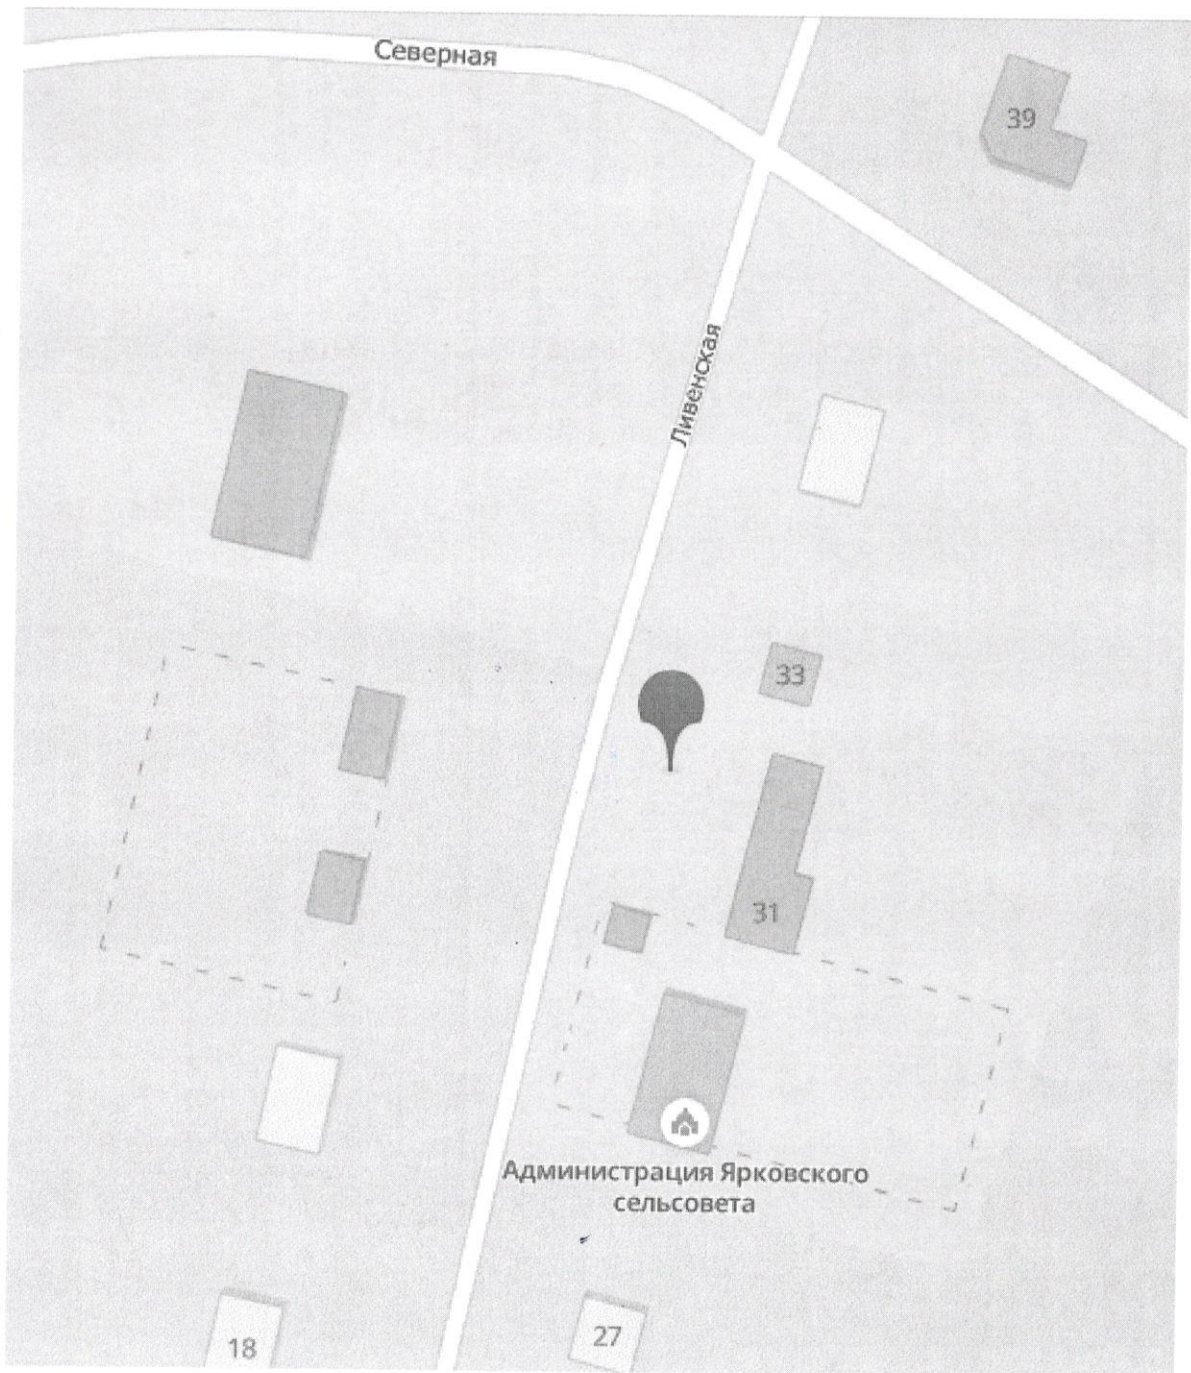 Северная
39
Ливенская
33
31
Администрация Ярковского
сельсовета
27
18